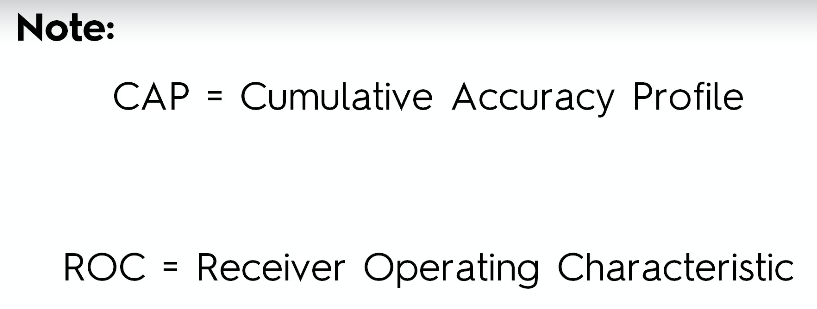 Note:
CAP = Cumulative Accuracy Profile
ROC = Receiver Operating Characteristic